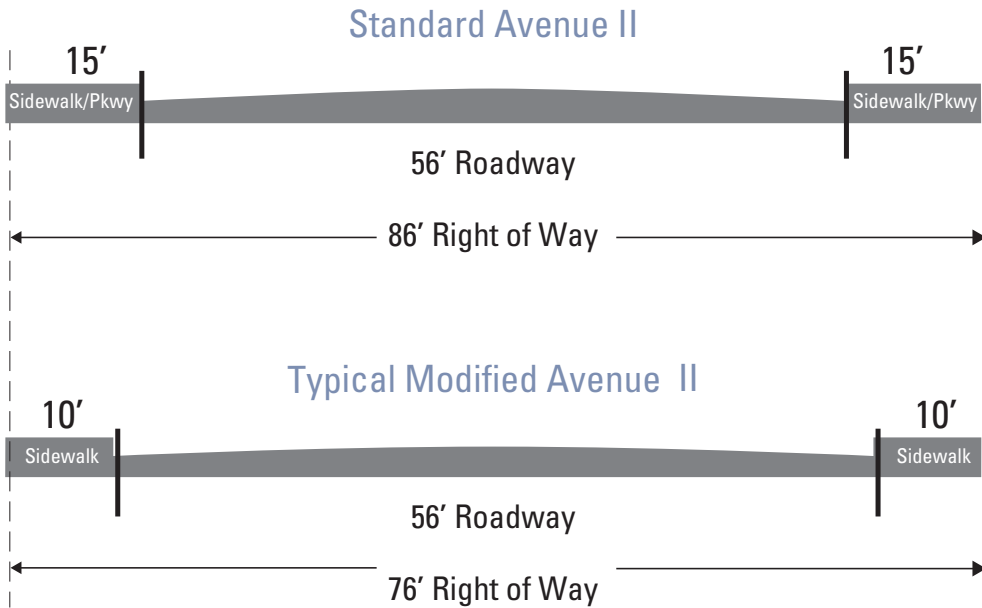 Standard Avenue II
15’ 15’
Sidewalk/Pkwy Sidewalk/Pkwy
56’ Roadway
86’ Right of Way
Typical Modified Avenue II
10’ 10’
Sidewalk Sidewalk
56’ Roadway
76’ Right of Way